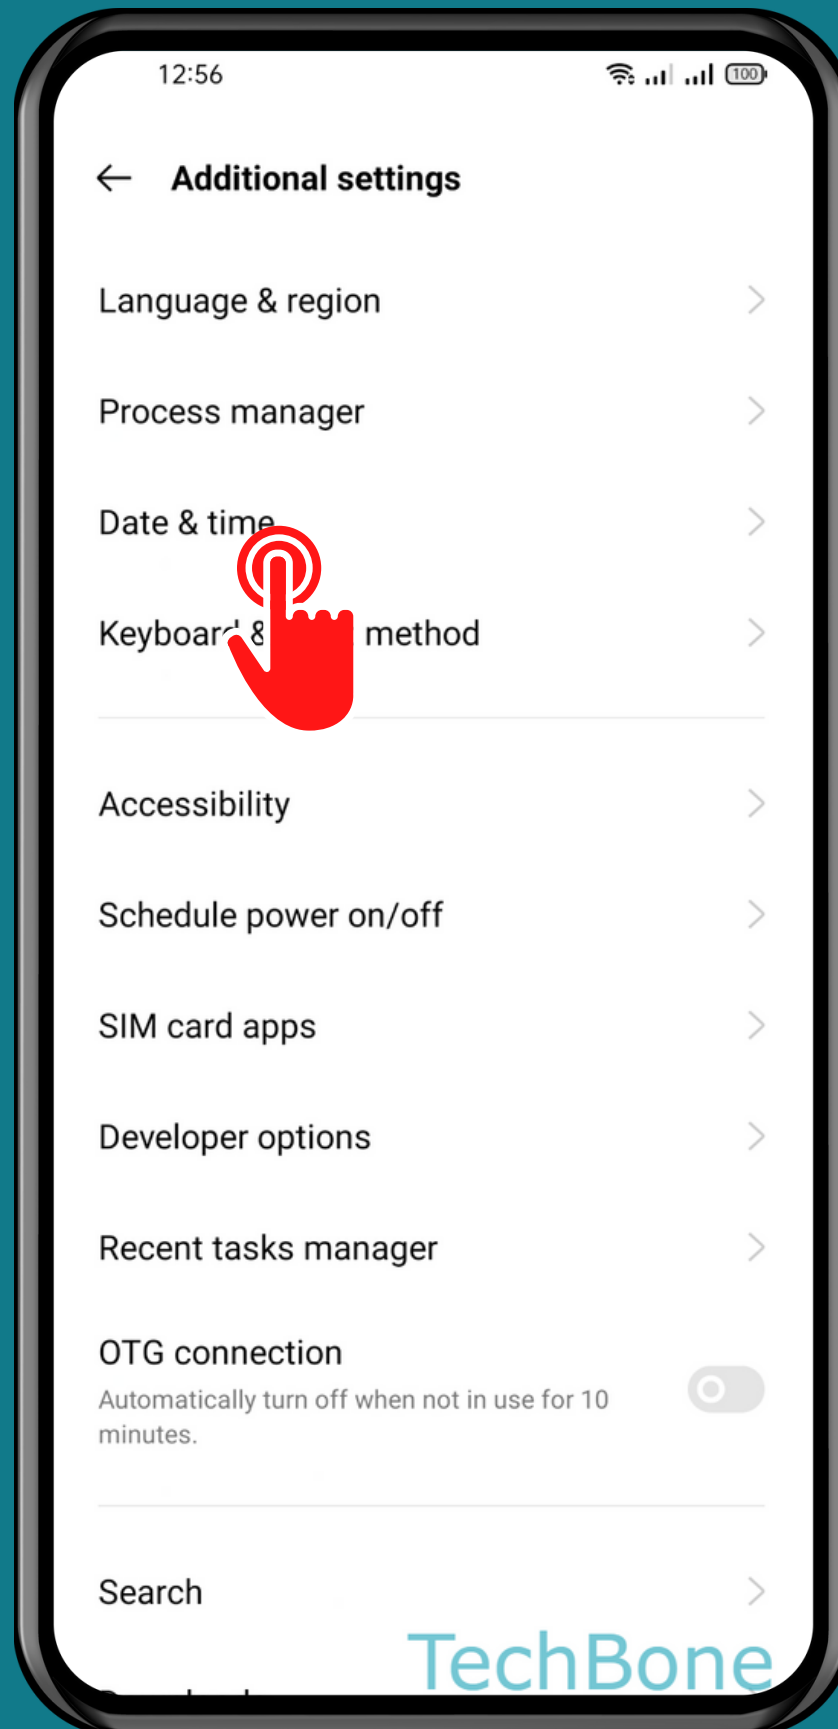 12:56
100
Additional settings
Language & region
Process manager
Date & time
Keyboard & method
Accessibility
Schedule power on/off
SIM card apps
Developer options
Recent tasks manager
OTG connection
Automatically turn off when not in use for 10
minutes.
Search
TechBone